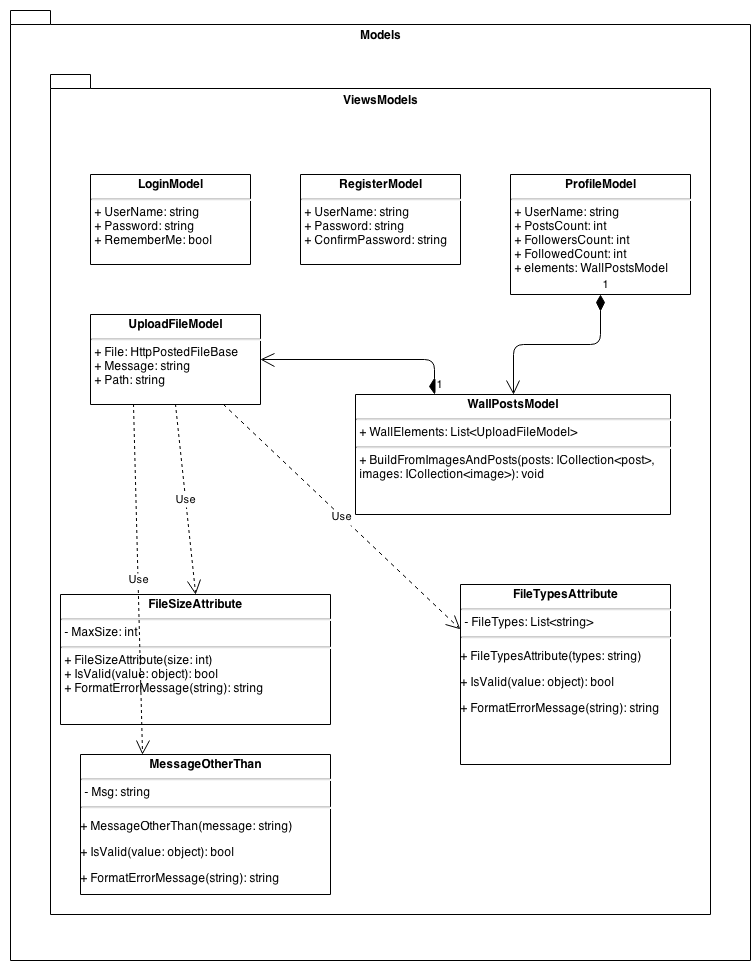 Models
ViewsModels
LoginModel
+ UserName: string
+ Password: string
+ RememberMe: bool
RegisterModel
+ UserName: string
+ Password: string
+ ConfirmPassword: string
ProfileModel
+ UserName: string
+ PostsCount: int
+ FollowersCount: int
+ FollowedCount: int
+ elements: WallPostsModel
1
UploadFileModel
+ File: HttpPostedFileBase
+ Message: string
+ Path: string
1
WallPostsModel
+ WallElements: List<UploadFileModel>
+ BuildFromImagesAndPosts(posts: ICollection<post>,
images: ICollection<image>): void
Use
Use
Use
FileSizeAttribute
- MaxSize: int
+ FileSizeAttribute(size: int)
+ IsValid(value: object): bool
+ FormatErrorMessage(string): string
FileTypesAttribute
- FileTypes: List<string>
+ FileTypesAttribute(types: string)
+ IsValid(value: object): bool
+ FormatErrorMessage(string): string
MessageOtherThan
- Msg: string
+ MessageOtherThan(message: string)
+ IsValid(value: object): bool
+ FormatErrorMessage(string): string